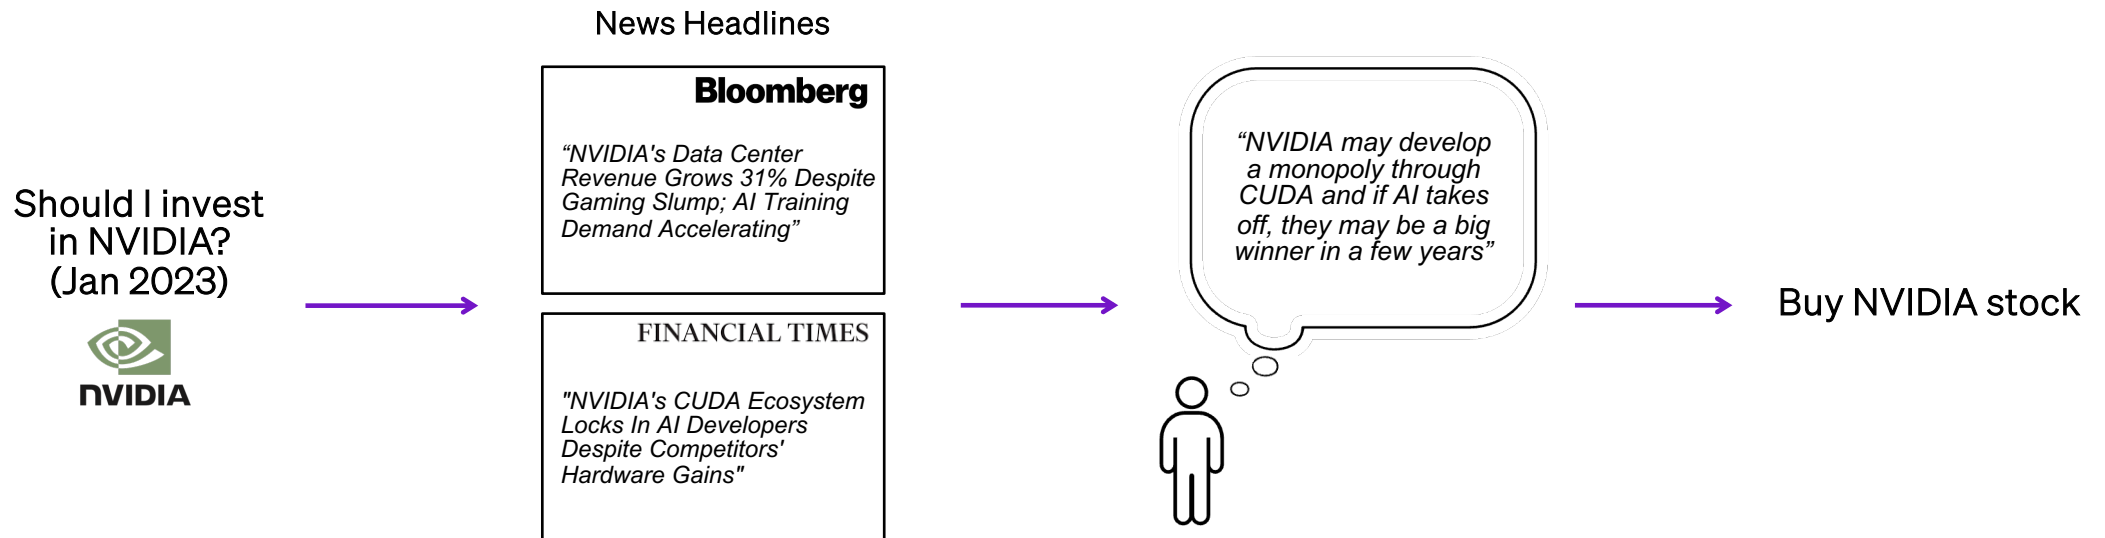 Should I invest
in NVIDIA?
(Jan 2023)
nVIDIA
News Headlines
Bloomberg
“NVIDIA's Data Center
Revenue Grows 31% Despite
Gaming Slump; AI Training
Demand Accelerating”
FINANCIAL TIMES
"NVIDIA's CUDA Ecosystem
Locks In AI Developers
Despite Competitors'
Hardware Gains"
“NVIDIA may develop
a monopoly through
CUDA and if AI takes
off, they may be a big
winner in a few years”
Buy NVIDIA stock